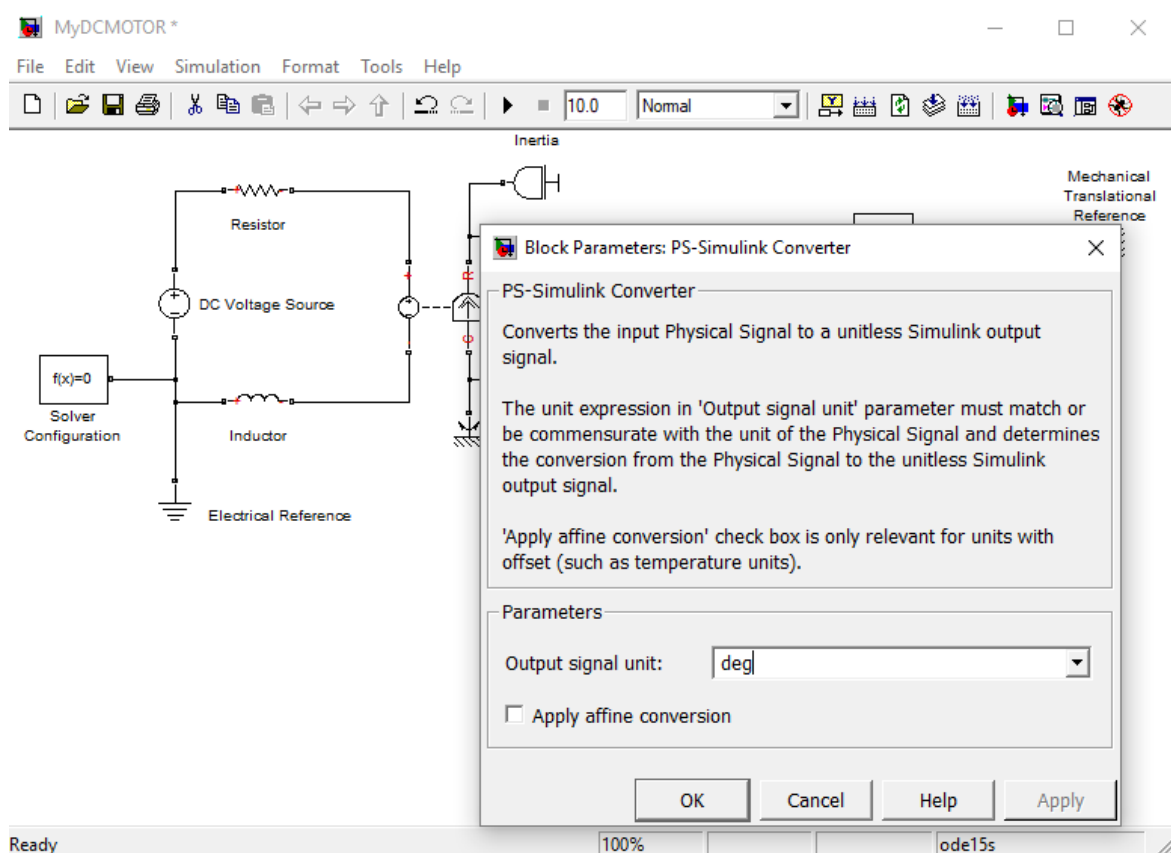 MyDCMOTOR *
File Edit View Simulation Format Tools Help
10.0 Normal
Inertia
Mechanical
Translational
Reference
Resistor
DC Voltage Source
+
R
C
f(x)=0
Solver
Configuration
Inductor
Electrical Reference
Block Parameters: PS-Simulink Converter
PS-Simulink Converter
Converts the input Physical Signal to a unitless Simulink output
signal.
The unit expression in 'Output signal unit' parameter must match or
be commensurate with the unit of the Physical Signal and determines
the conversion from the Physical Signal to the unitless Simulink
output signal.
'Apply affine conversion' check box is only relevant for units with
offset (such as temperature units).
Parameters
Output signal unit: deg
Apply affine conversion
OK Cancel Help Apply
Ready 100% ode15s